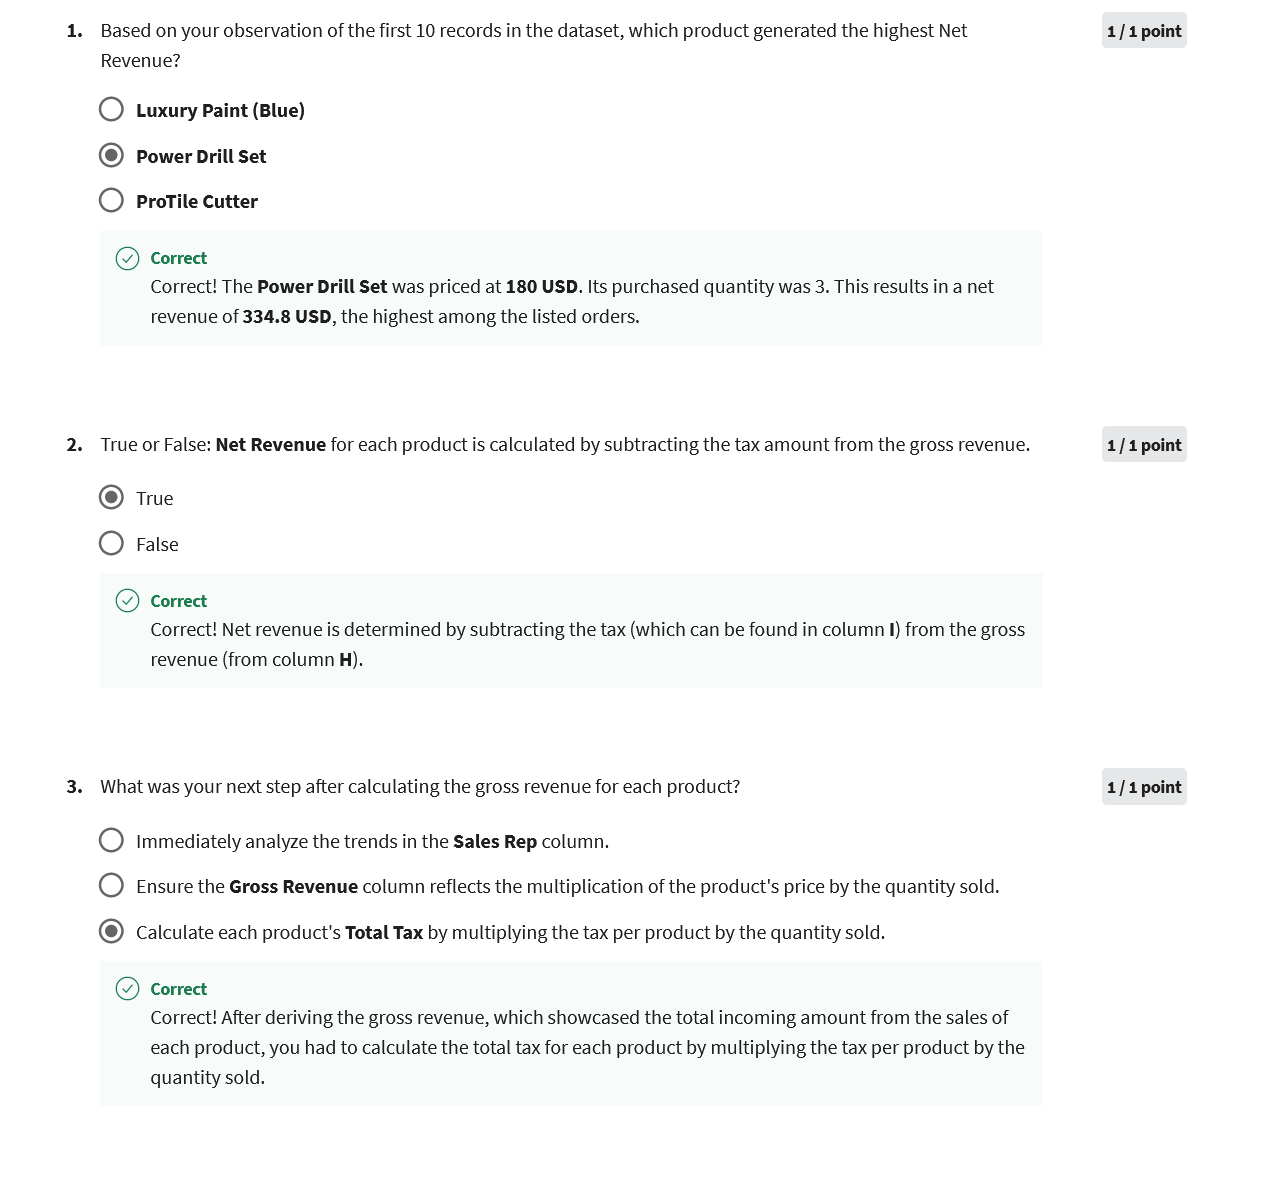 1. Based on your observation of the first 10 records in the dataset, which product generated the highest Net 1 / 1 point
Revenue?
Luxury Paint (Blue)
Power Drill Set
ProTile Cutter
Correct
Correct! The Power Drill Set was priced at 180 USD. Its purchased quantity was 3. This results in a net
revenue of 334.8 USD, the highest among the listed orders.
2. True or False: Net Revenue for each product is calculated by subtracting the tax amount from the gross revenue. 1 / 1 point
True
False
Correct
Correct! Net revenue is determined by subtracting the tax (which can be found in column I) from the gross
revenue (from column H).
3. What was your next step after calculating the gross revenue for each product? 1 / 1 point
Immediately analyze the trends in the Sales Rep column.
Ensure the Gross Revenue column reflects the multiplication of the product's price by the quantity sold.
Calculate each product's Total Tax by multiplying the tax per product by the quantity sold.
Correct
Correct! After deriving the gross revenue, which showcased the total incoming amount from the sales of
each product, you had to calculate the total tax for each product by multiplying the tax per product by the
quantity sold.